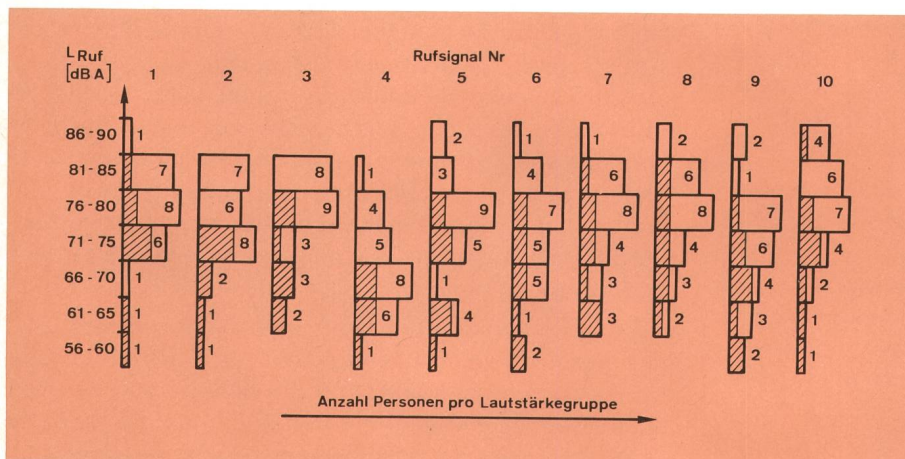 L Ruf Rufsignal Nr
[dB A] 1 2 3 4 5 6 7 8 9 10
86-90 1 2 1 1 2 2 4
81-85 7 7 8 1 3 4 6 6 1 6
76-80 8 6 9 4 9 7 8 8 7 7
71-75 6 8 3 5 5 5 4 4 6 4
66-70 1 2 3 8 1 5 3 3 4 2
61-65 1 1 2 6 4 1 3 2 3 1
56-60 1 1 1 1 2 2 1
Anzahl Personen pro Lautstärkegruppe